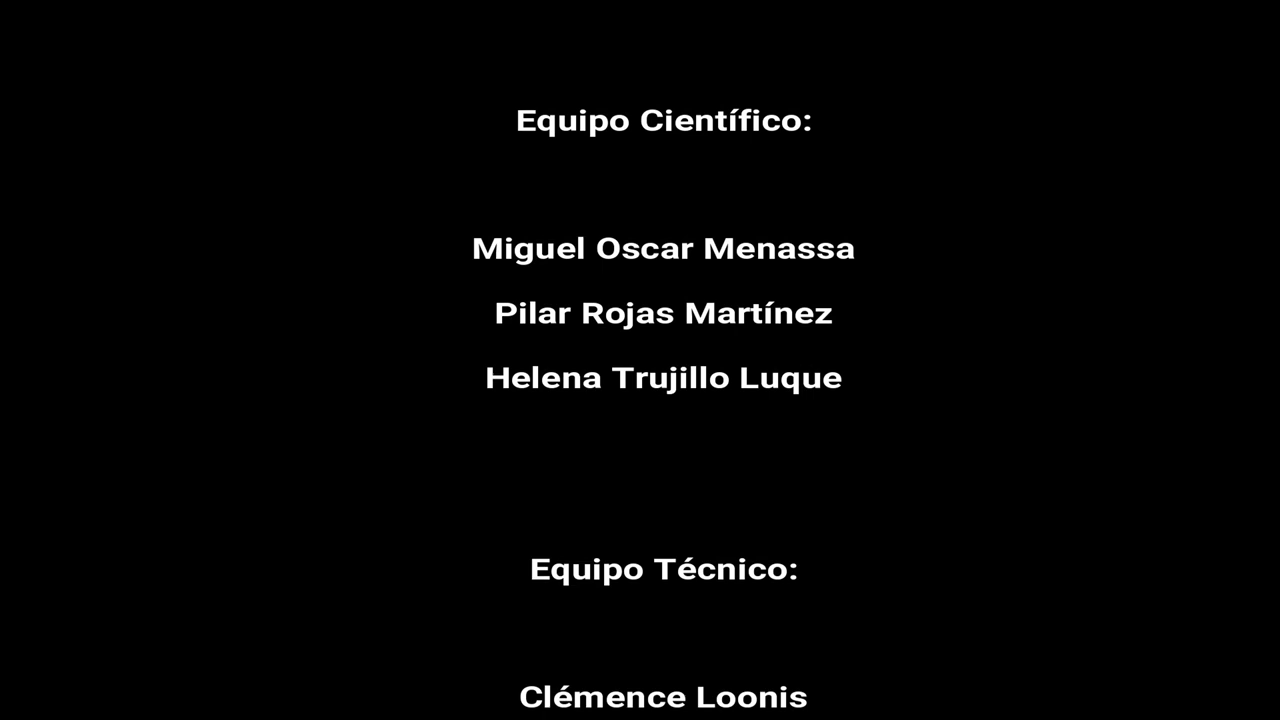 Equipo Científico:
Miguel Oscar Menassa
Pilar Rojas Martínez
Helena Trujillo Luque
Equipo Técnico:
Clémence Loonis